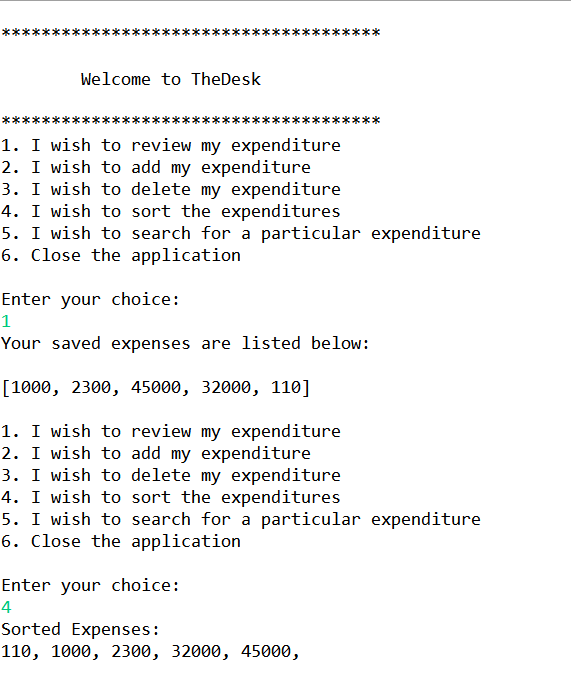 **************************************
Welcome to TheDesk
**************************************
1. I wish to review my expenditure
2. I wish to add my expenditure
3. I wish to delete my expenditure
4. I wish to sort the expenditures
5. I wish to search for a particular expenditure
6. Close the application
Enter your choice:
1
Your saved expenses are listed below:
[1000, 2300, 45000, 32000, 110]
1. I wish to review my expenditure
2. I wish to add my expenditure
3. I wish to delete my expenditure
4. I wish to sort the expenditures
5. I wish to search for a particular expenditure
6. Close the application
Enter your choice:
4
Sorted Expenses:
110, 1000, 2300, 32000, 45000,